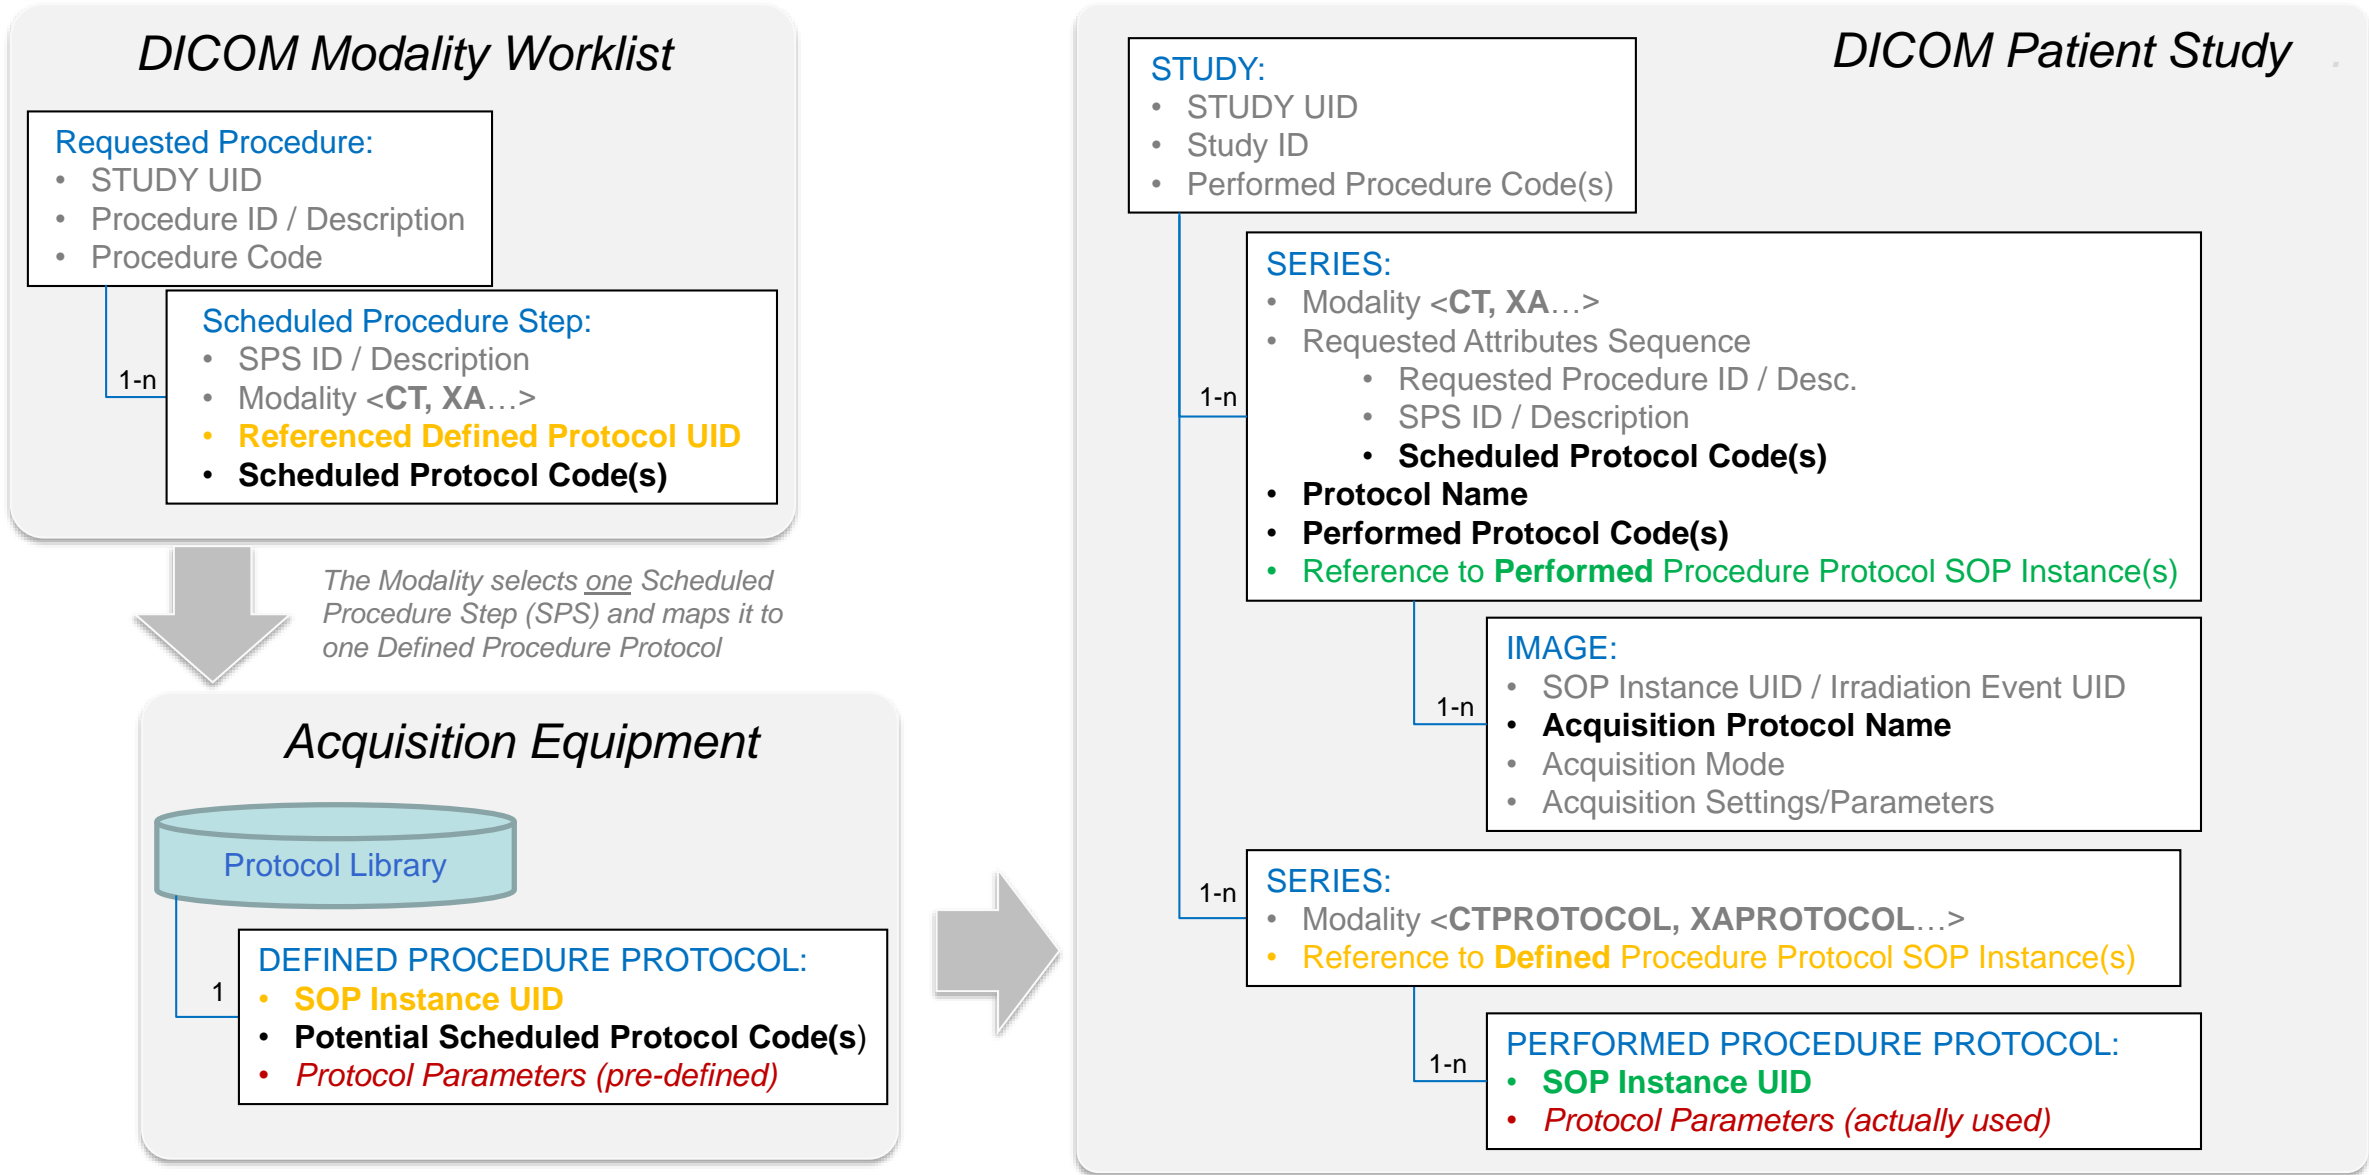 DICOM Modality Worklist
Requested Procedure:
• STUDY UID
• Procedure ID / Description
• Procedure Code
1-n
Scheduled Procedure Step:
• SPS ID / Description
• Modality <CT, XA…>
• Referenced Defined Protocol UID
• Scheduled Protocol Code(s)
The Modality selects one Scheduled
Procedure Step (SPS) and maps it to
one Defined Procedure Protocol
Acquisition Equipment
Protocol Library
1
DEFINED PROCEDURE PROTOCOL:
• SOP Instance UID
• Potential Scheduled Protocol Code(s)
• Protocol Parameters (pre-defined)
DICOM Patient Study .
STUDY:
• STUDY UID
• Study ID
• Performed Procedure Code(s)
1-n
SERIES:
• Modality <CT, XA…>
• Requested Attributes Sequence
• Requested Procedure ID / Desc.
• SPS ID / Description
• Scheduled Protocol Code(s)
• Protocol Name
• Performed Protocol Code(s)
• Reference to Performed Procedure Protocol SOP Instance(s)
1-n
IMAGE:
• SOP Instance UID / Irradiation Event UID
• Acquisition Protocol Name
• Acquisition Mode
• Acquisition Settings/Parameters
1-n
SERIES:
• Modality <CTPROTOCOL, XAPROTOCOL…>
• Reference to Defined Procedure Protocol SOP Instance(s)
1-n
PERFORMED PROCEDURE PROTOCOL:
• SOP Instance UID
• Protocol Parameters (actually used)